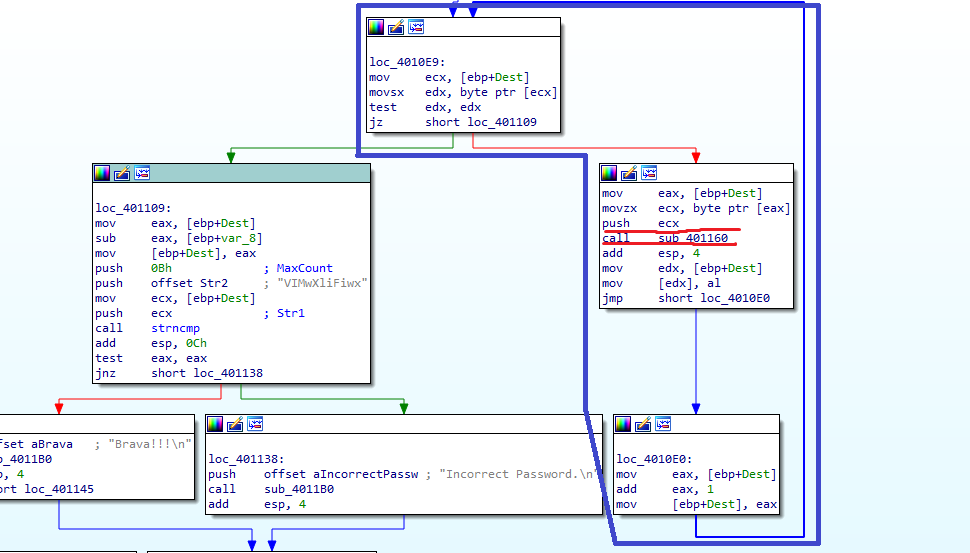 loc_4010E9:
mov ecx, [ebp+Dest]
movsx edx, byte ptr [ecx]
test edx, edx
jz short loc_401109
loc_401109:
mov eax, [ebp+Dest]
sub eax, [ebp+var_8]
mov [ebp+Dest], eax
push 0Bh ; MaxCount
push offset Str2 ; "VIMwXliFiwx"
mov ecx, [ebp+Dest]
push ecx ; Str1
call strncmp
add esp, 0Ch
test eax, eax
jnz short loc_401138
mov eax, [ebp+Dest]
movzx ecx, byte ptr [eax]
push ecx
call sub_401160
add esp, 4
mov edx, [ebp+Dest]
mov [edx], al
jmp short loc_4010E0
fset aBrava ; "Brava!!!\n"
b_4011B0
p, 4
ort loc_401145
loc_401138:
push offset aIncorrectPassw ; "Incorrect Password.\n"
call sub_4011B0
add esp, 4
loc_4010E0:
mov eax, [ebp+Dest]
add eax, 1
mov [ebp+Dest], eax